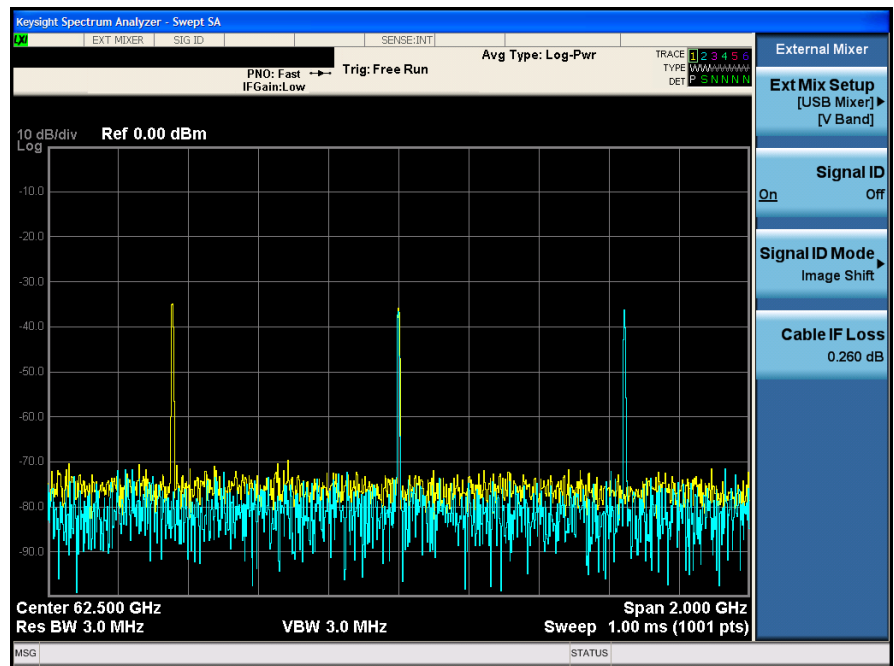 Keysight Spectrum Analyzer - Swept SA
LXI EXT MIXER SIG ID SENSE:INT
PNO: Fast
IFGain:Low
Trig: Free Run
Avg Type: Log-Pwr
TRACE 1 2 3 4 5 6
TYPE WWWWWW
DET P S N N N N
10 dB/div Ref 0.00 dBm
Log
-10.0
-20.0
-30.0
-40.0
-50.0
-60.0
-70.0
-80.0
-90.0
Center 62.500 GHz Span 2.000 GHz
Res BW 3.0 MHz VBW 3.0 MHz Sweep 1.00 ms (1001 pts)
MSG STATUS
External Mixer
Ext Mix Setup
[USB Mixer]
[V Band]
Signal ID
On Off
Signal ID Mode
Image Shift
Cable IF Loss
0.260 dB